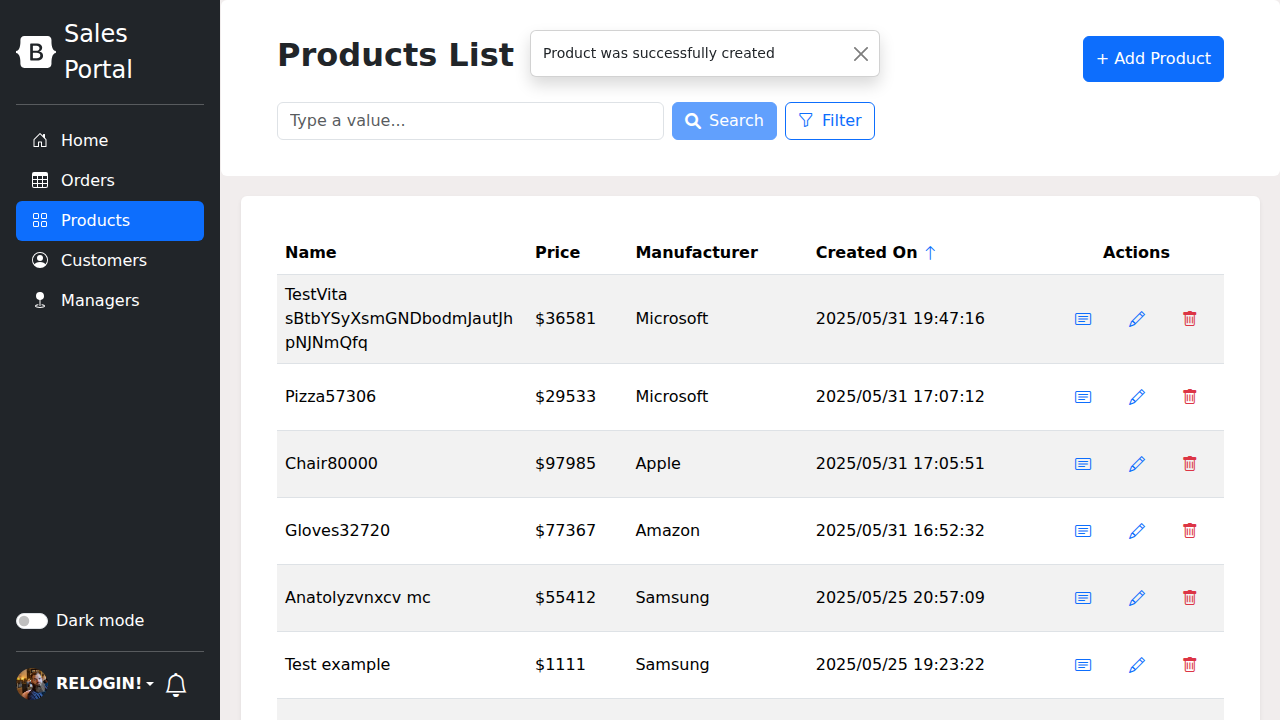 Sales
Portal
Home
Orders
Products
Customers
Managers
Dark mode
RELOGIN!
Products List
Product was successfully created
+ Add Product
Type a value...
Search
Filter
Name Price Manufacturer Created On Actions
TestVita
sBtbYSyXsmGNDbodmJautJh
pNJNmQfq
$36581 Microsoft 2025/05/31 19:47:16
Pizza57306 $29533 Microsoft 2025/05/31 17:07:12
Chair80000 $97985 Apple 2025/05/31 17:05:51
Gloves32720 $77367 Amazon 2025/05/31 16:52:32
Anatolyzvnxcv mc $55412 Samsung 2025/05/25 20:57:09
Test example $1111 Samsung 2025/05/25 19:23:22